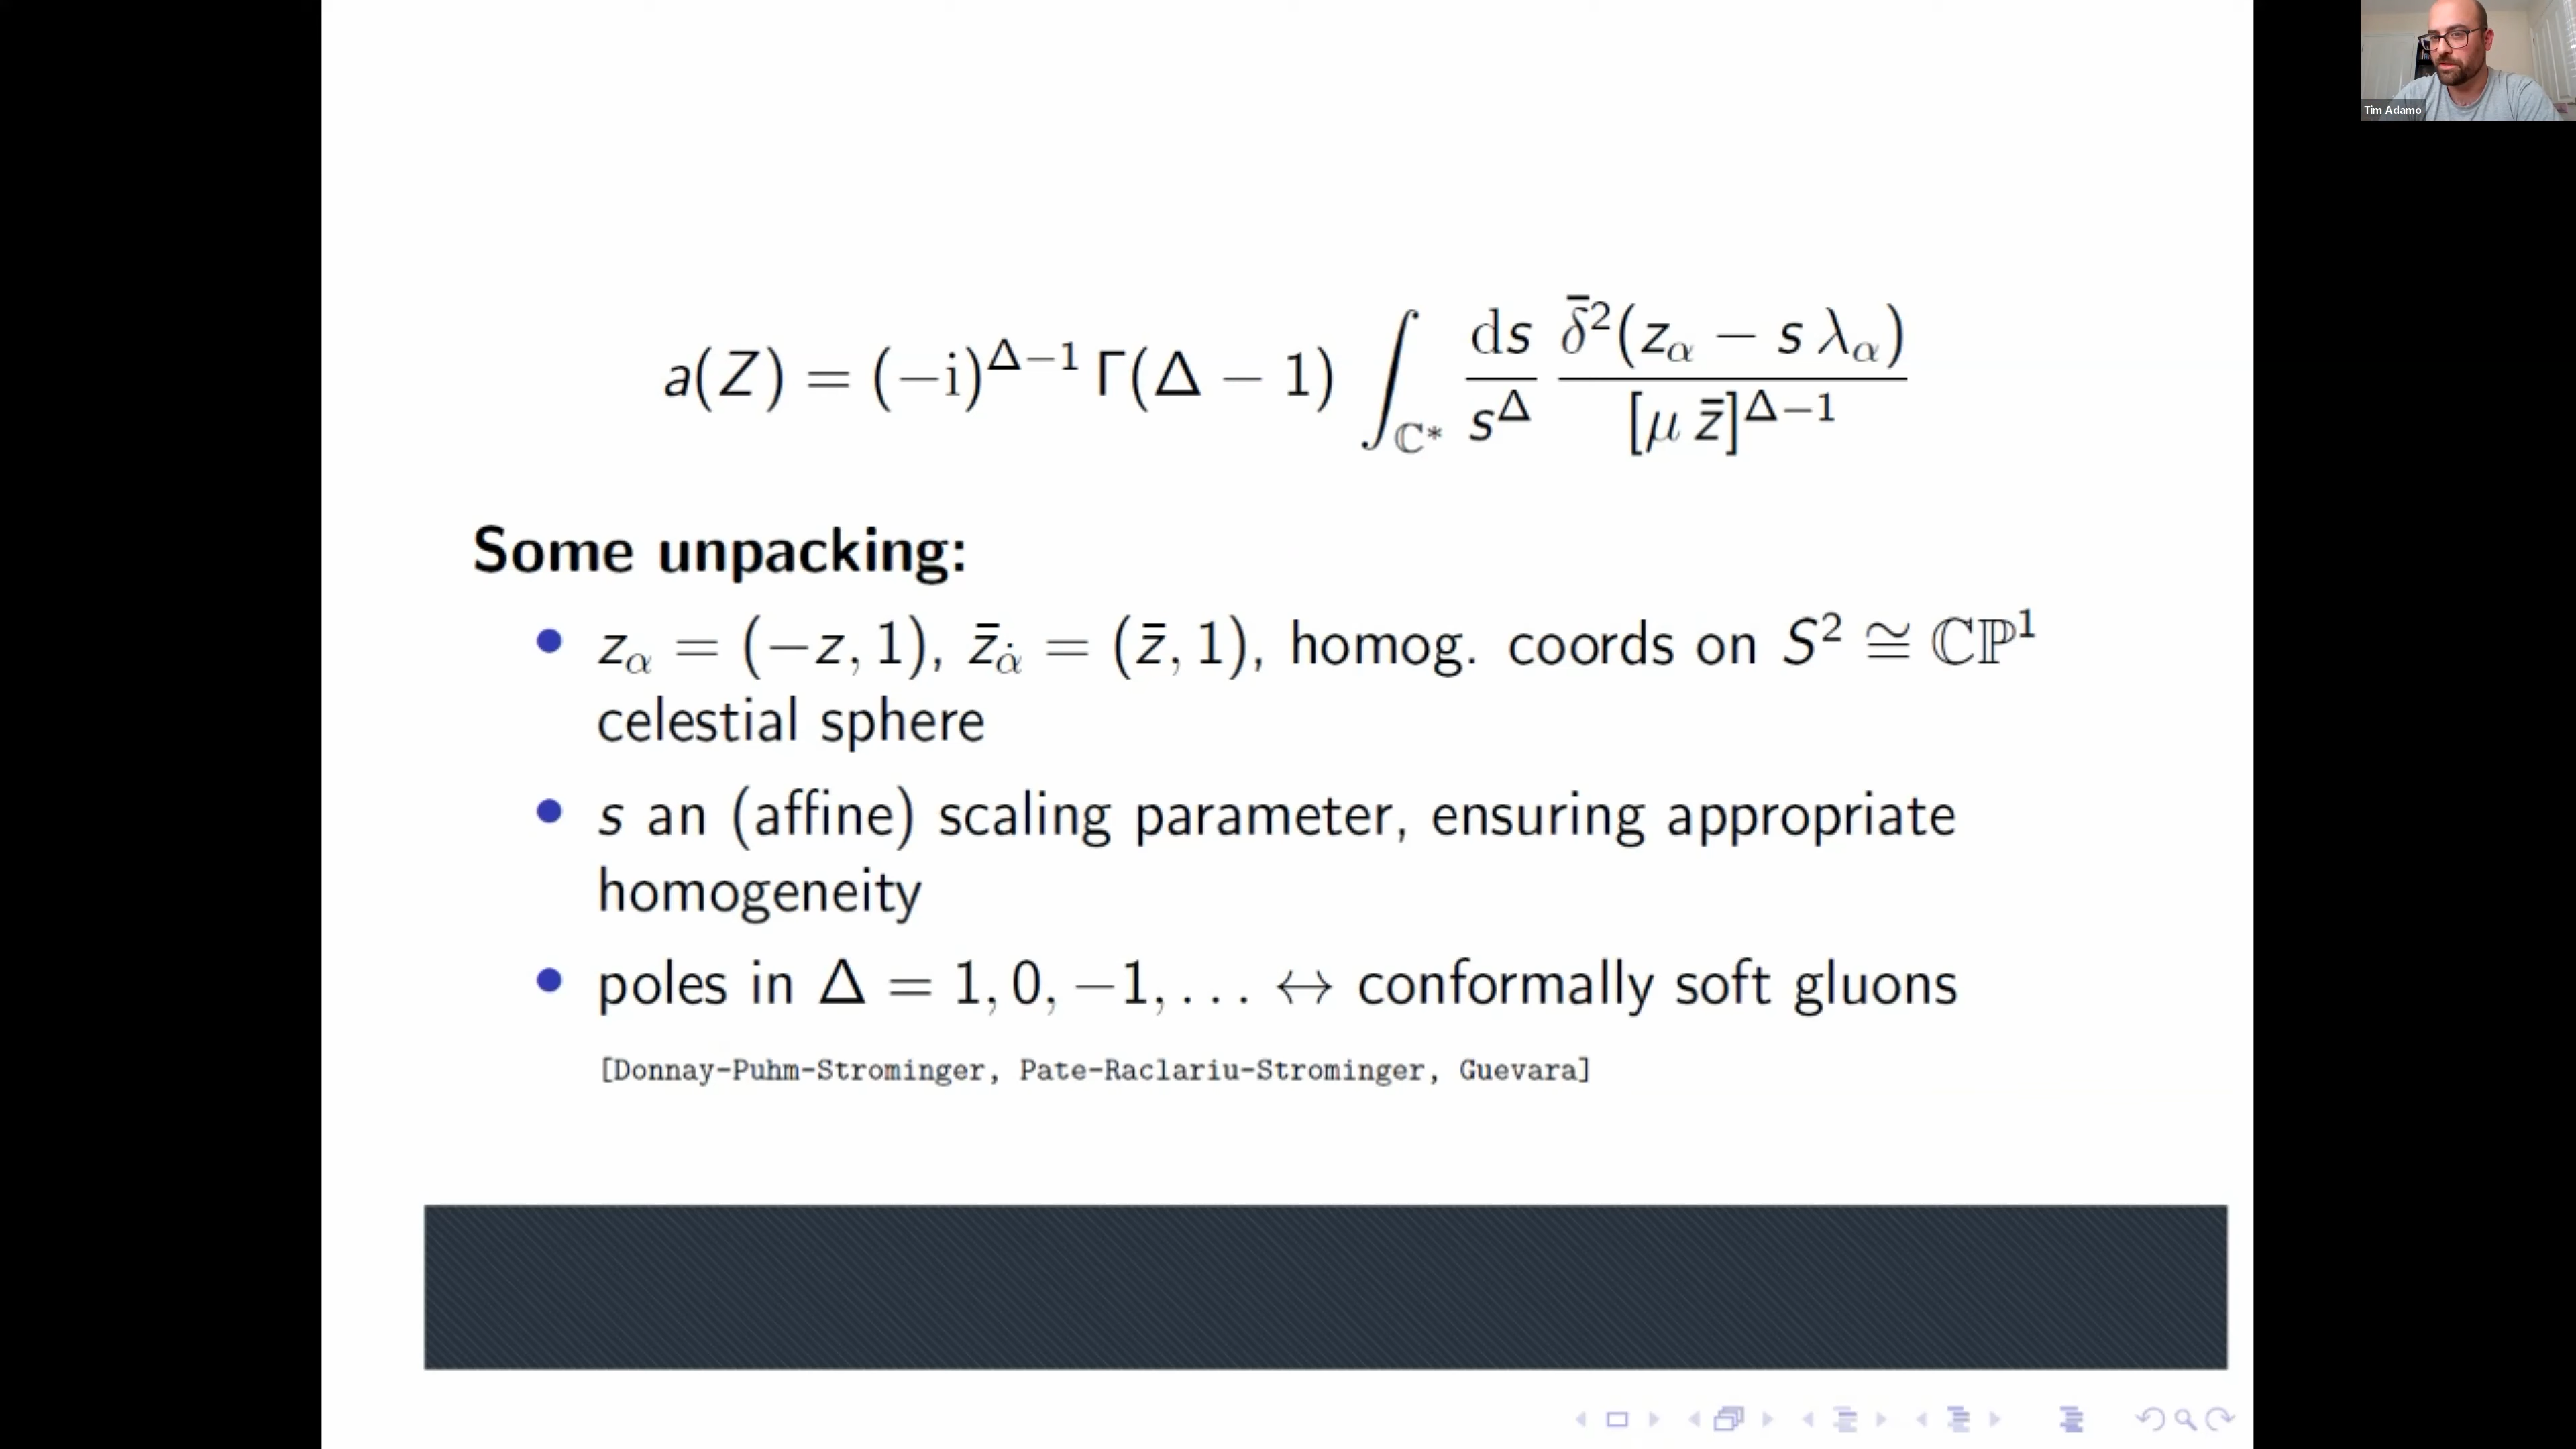 Tim Adamo
a(Z) = (−i)^{Δ−1} Γ(Δ − 1) ∫_{ℂ*} ds/s^Δ δ̄²(z_α − s λ_α)/[μ z̄]^{Δ−1}
Some unpacking:
• z_α = (−z, 1), z̄_α̇ = (z̄, 1), homog. coords on S² ≅ ℂℙ¹
celestial sphere
• s an (affine) scaling parameter, ensuring appropriate
homogeneity
• poles in Δ = 1, 0, −1, . . . ↔ conformally soft gluons
[Donnay-Puhm-Strominger, Pate-Raclariu-Strominger, Guevara]